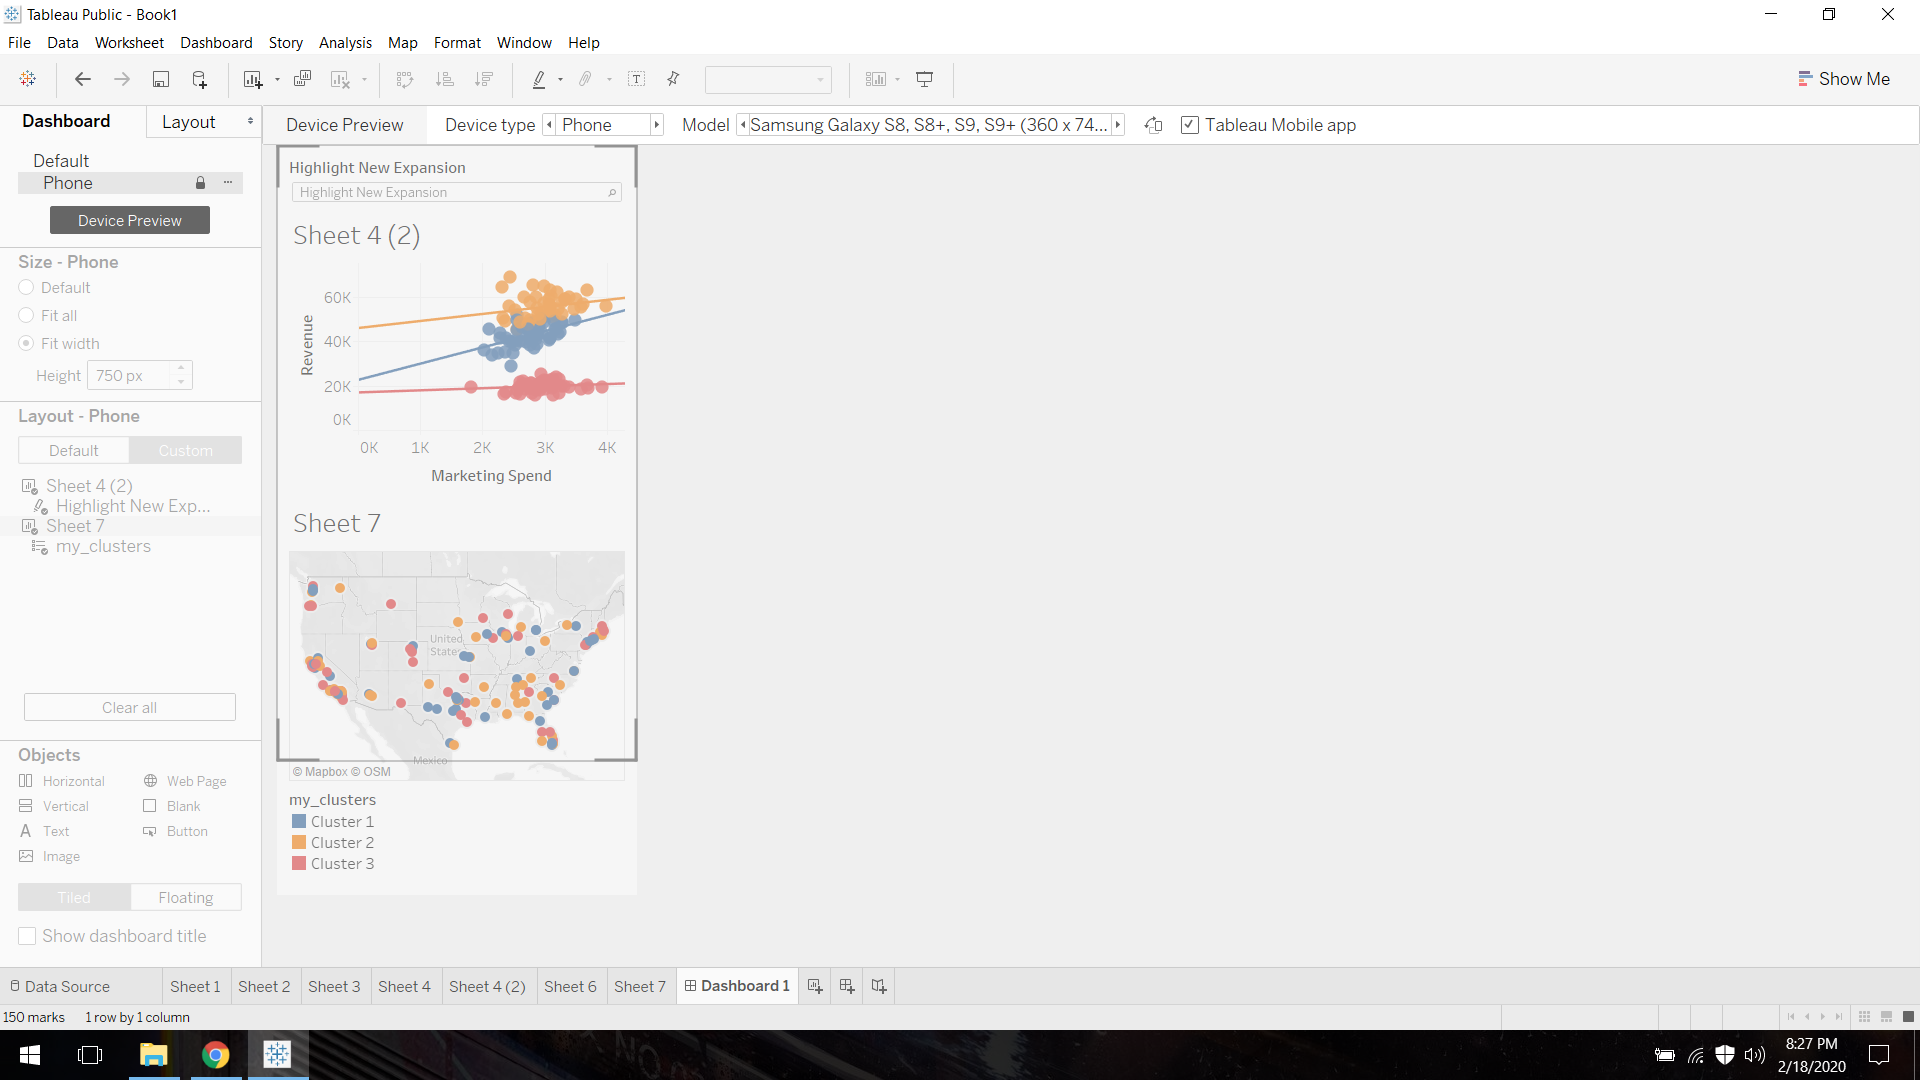 Tableau Public - Book1
File Data Worksheet Dashboard Story Analysis Map Format Window Help
Show Me
Dashboard Layout
Device Preview Device type Phone Model Samsung Galaxy S8, S8+, S9, S9+ (360 x 74... Tableau Mobile app
Default
Phone
Device Preview
Size - Phone
Default
Fit all
Fit width
Height 750 px
Layout - Phone
Default Custom
Sheet 4 (2)
Highlight New Exp...
Sheet 7
my_clusters
Clear all
Objects
Horizontal Web Page
Vertical Blank
A Text Button
Image
Tiled Floating
Show dashboard title
Highlight New Expansion
Highlight New Expansion
Sheet 4 (2)
Revenue
60K
40K
20K
0K
0K 1K 2K 3K 4K
Marketing Spend
Sheet 7
United
States
Mexico
© Mapbox © OSM
my_clusters
Cluster 1
Cluster 2
Cluster 3
Data Source Sheet 1 Sheet 2 Sheet 3 Sheet 4 Sheet 4 (2) Sheet 6 Sheet 7 Dashboard 1
150 marks 1 row by 1 column
8:27 PM
2/18/2020